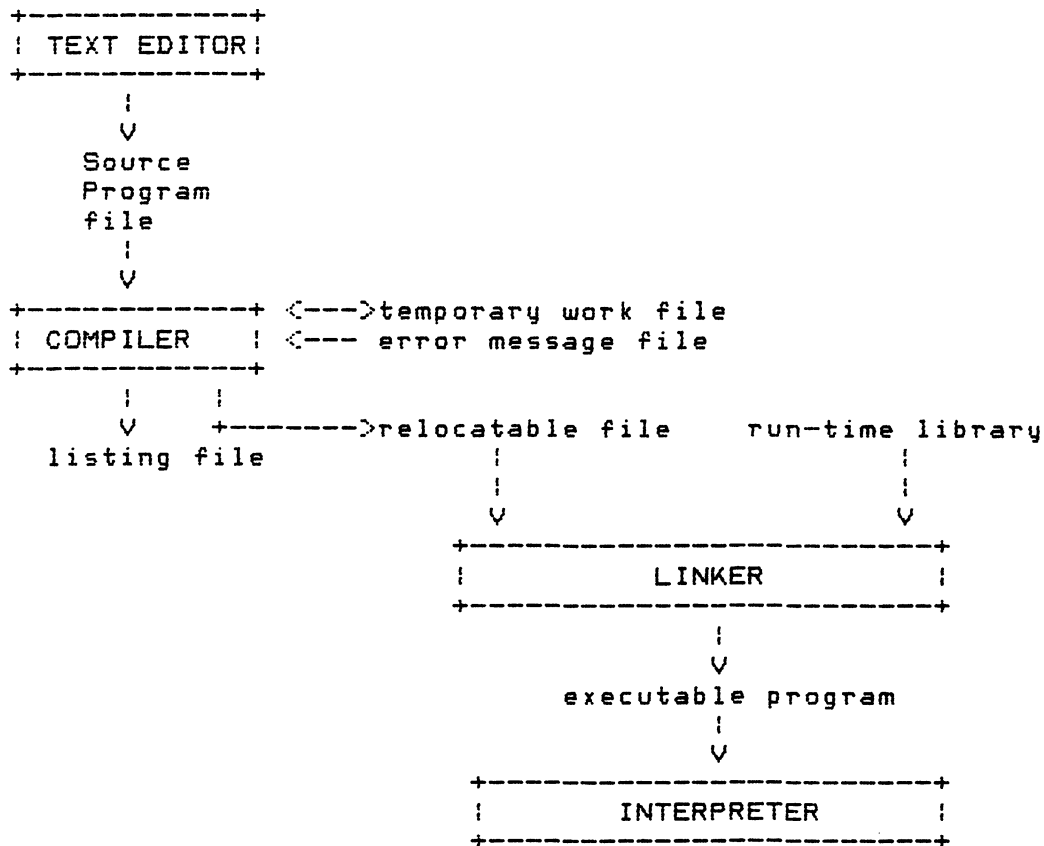 TEXT EDITOR
Source
Program
file
<--->temporary work file
COMPILER <--- error message file
+------->relocatable file run-time library
listing file
LINKER
executable program
INTERPRETER